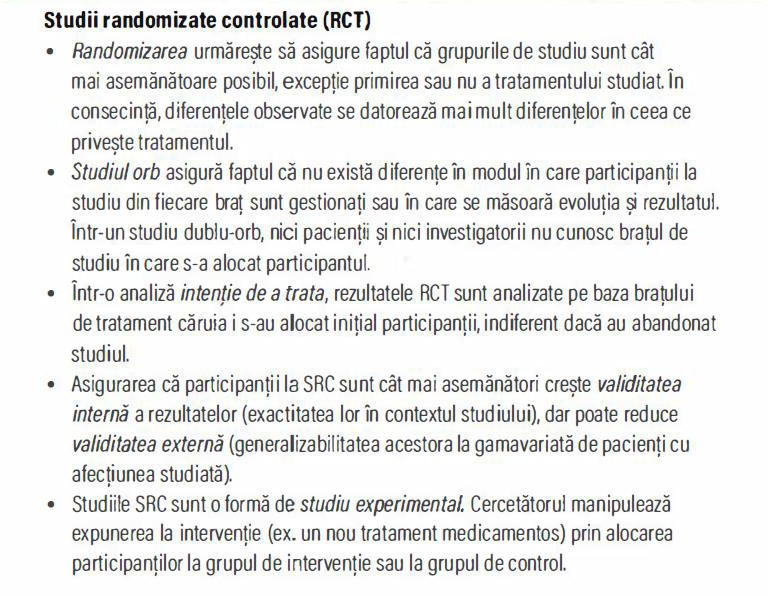 Studii randomizate controlate (RCT)
• Randomizarea urmărește să asigure faptul că grupurile de studiu sunt cât
mai asemănătoare posibil, excepție primirea sau nu a tratamentului studiat. În
consecință, diferențele observate se datorează mai mult diferențelor în ceea ce
privește tratamentul.
• Studiul orb asigură faptul că nu există diferențe în modul în care participanții la
studiu din fiecare braț sunt gestionați sau în care se măsoară evoluția și rezultatul.
Într-un studiu dublu-orb, nici pacienții și nici investigatorii nu cunosc brațul de
studiu în care s-a alocat participantul.
• Într-o analiză intenție de a trata, rezultatele RCT sunt analizate pe baza brațului
de tratament căruia i s-au alocat inițial participanții, indiferent dacă au abandonat
studiul.
• Asigurarea că participanții la SRC sunt cât mai asemănători crește validitatea
internă a rezultatelor (exactitatea lor în contextul studiului), dar poate reduce
validitatea externă (generalizabilitatea acestora la gamavariată de pacienți cu
afecțiunea studiată).
• Studiile SRC sunt o formă de studiu experimental. Cercetătorul manipulează
expunerea la intervenție (ex. un nou tratament medicamentos) prin alocarea
participanților la grupul de intervenție sau la grupul de control.